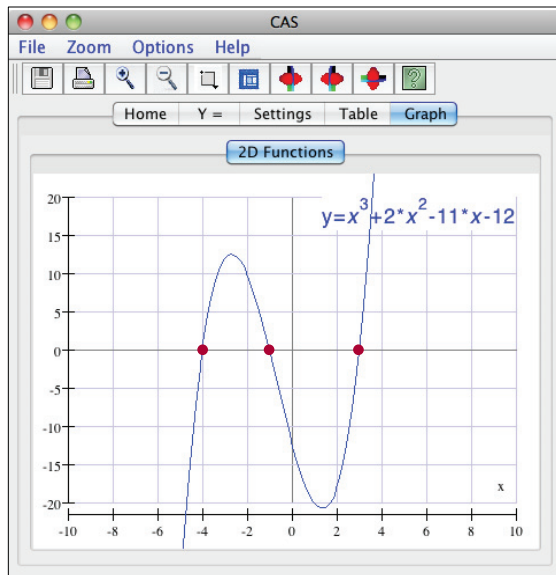 CAS
File Zoom Options Help
Home Y = Settings Table Graph
2D Functions
y=x³+2*x²-11*x-12
20
15
10
5
0
-5
-10
-15
-20
x
-10 -8 -6 -4 -2 0 2 4 6 8 10